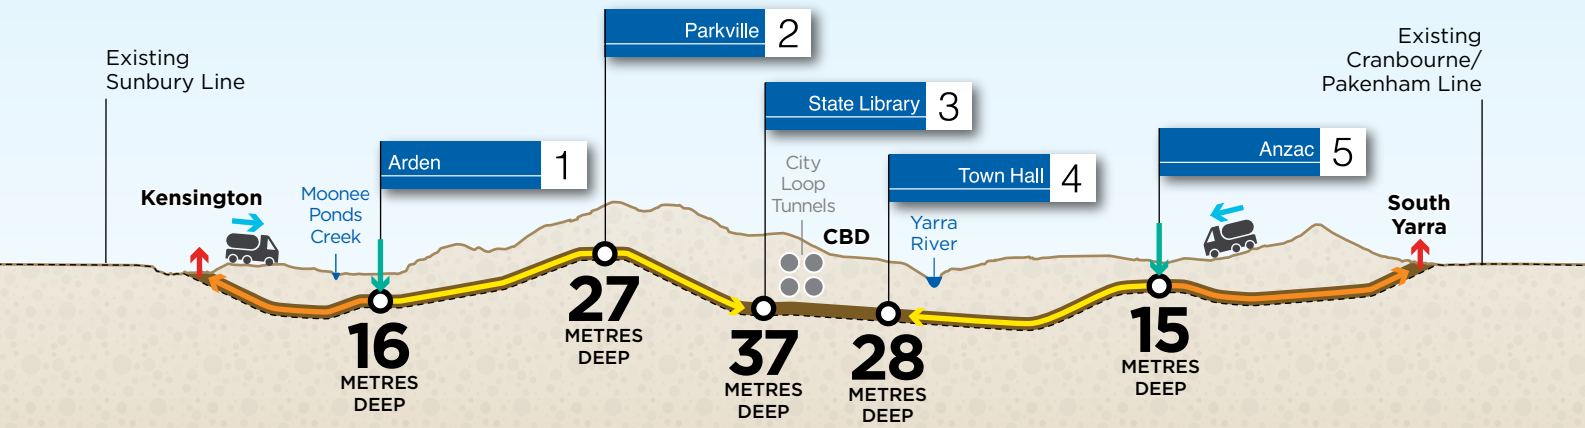 Existing
Sunbury Line
Kensington
Moonee
Ponds
Creek
Arden 1
16
METRES
DEEP
Parkville 2
27
METRES
DEEP
State Library 3
37
METRES
DEEP
City
Loop
Tunnels
CBD
Town Hall 4
28
METRES
DEEP
Yarra
River
Anzac 5
15
METRES
DEEP
South
Yarra
Existing
Cranbourne/
Pakenham Line